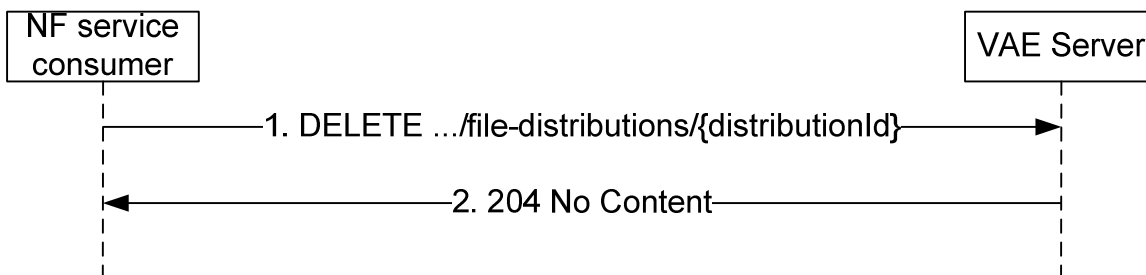 NF service
consumer
VAE Server
1. DELETE .../file-distributions/{distributionId}
2. 204 No Content